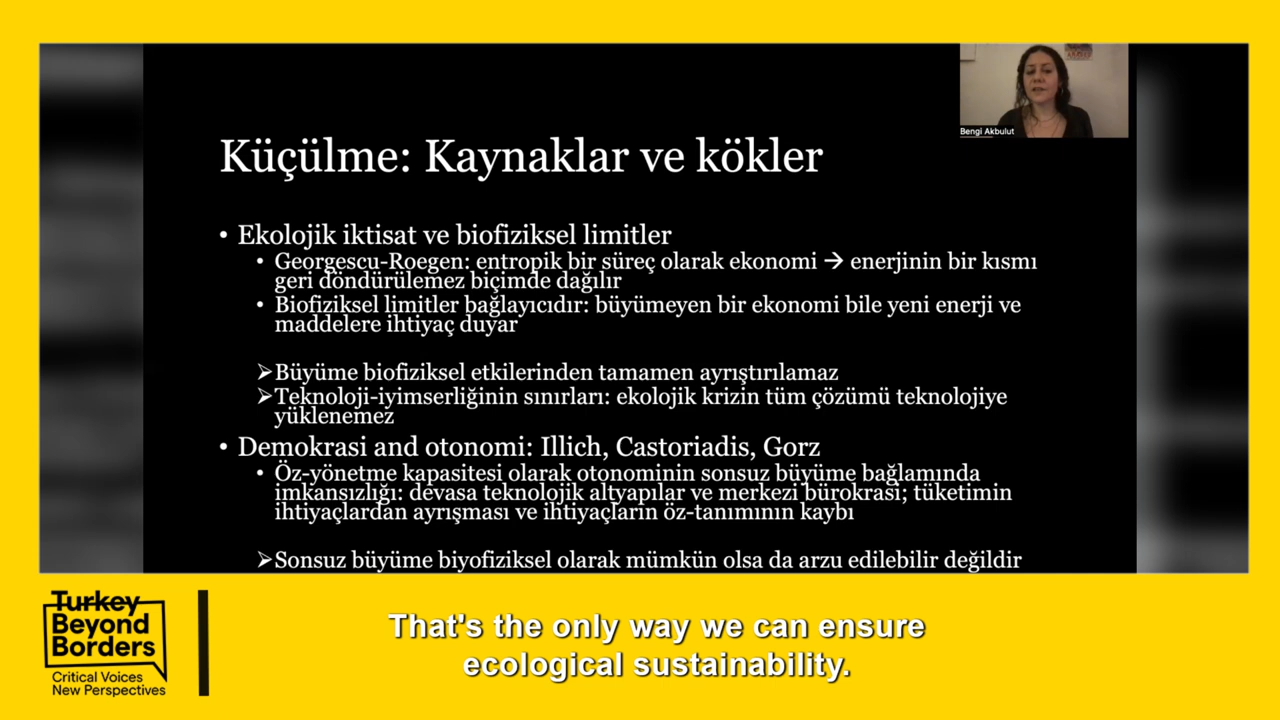 Bengi Akbulut
Küçülme: Kaynaklar ve kökler
• Ekolojik iktisat ve biofiziksel limitler
• Georgescu-Roegen: entropik bir süreç olarak ekonomi → enerjinin bir kısmı
geri döndürülemez biçimde dağılır
• Biofiziksel limitler bağlayıcıdır: büyümeyen bir ekonomi bile yeni enerji ve
maddelere ihtiyaç duyar
➢Büyüme biofiziksel etkilerinden tamamen ayrıştırılamaz
➢Teknoloji-iyimserliğinin sınırları: ekolojik krizin tüm çözümü teknolojiye
yüklenemez
• Demokrasi and otonomi: Illich, Castoriadis, Gorz
• Öz-yönetme kapasitesi olarak otonominin sonsuz büyüme bağlamında
imkansızlığı: devasa teknolojik altyapılar ve merkezi bürokrasi; tüketimin
ihtiyaçlardan ayrışması ve ihtiyaçların öz-tanımının kaybı
➢Sonsuz büyüme biyofiziksel olarak mümkün olsa da arzu edilebilir değildir
Turkey
Beyond
Borders
Critical Voices
New Perspectives
That's the only way we can ensure
ecological sustainability.